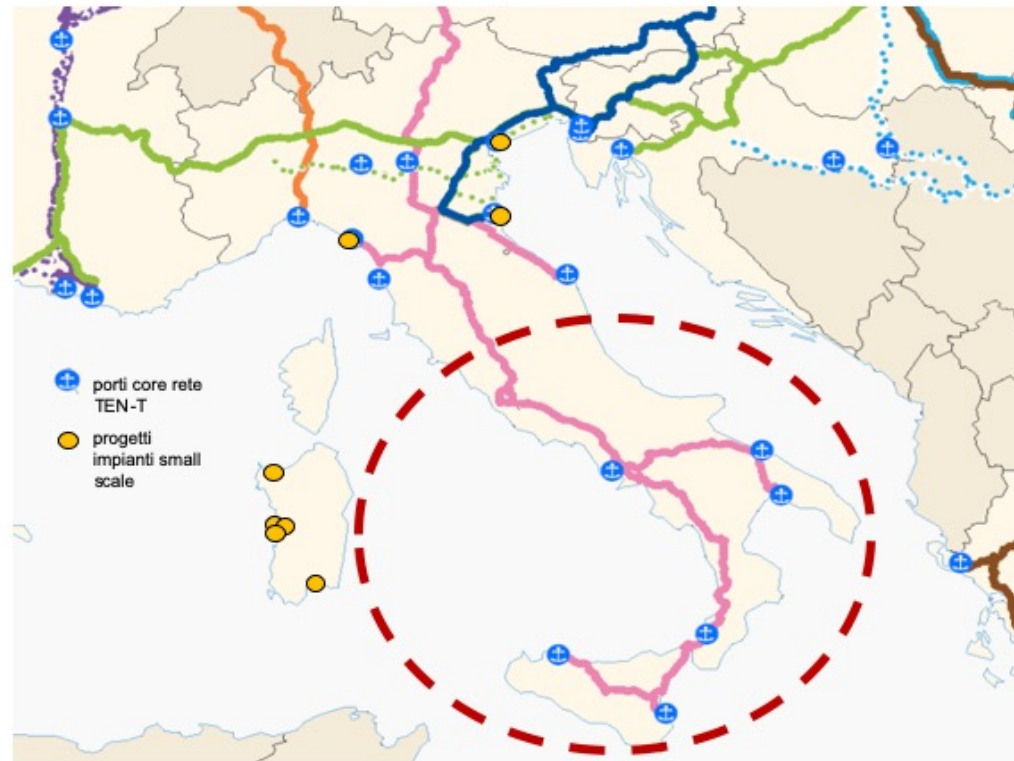 porti core rete
TEN-T
progetti
impianti small
scale